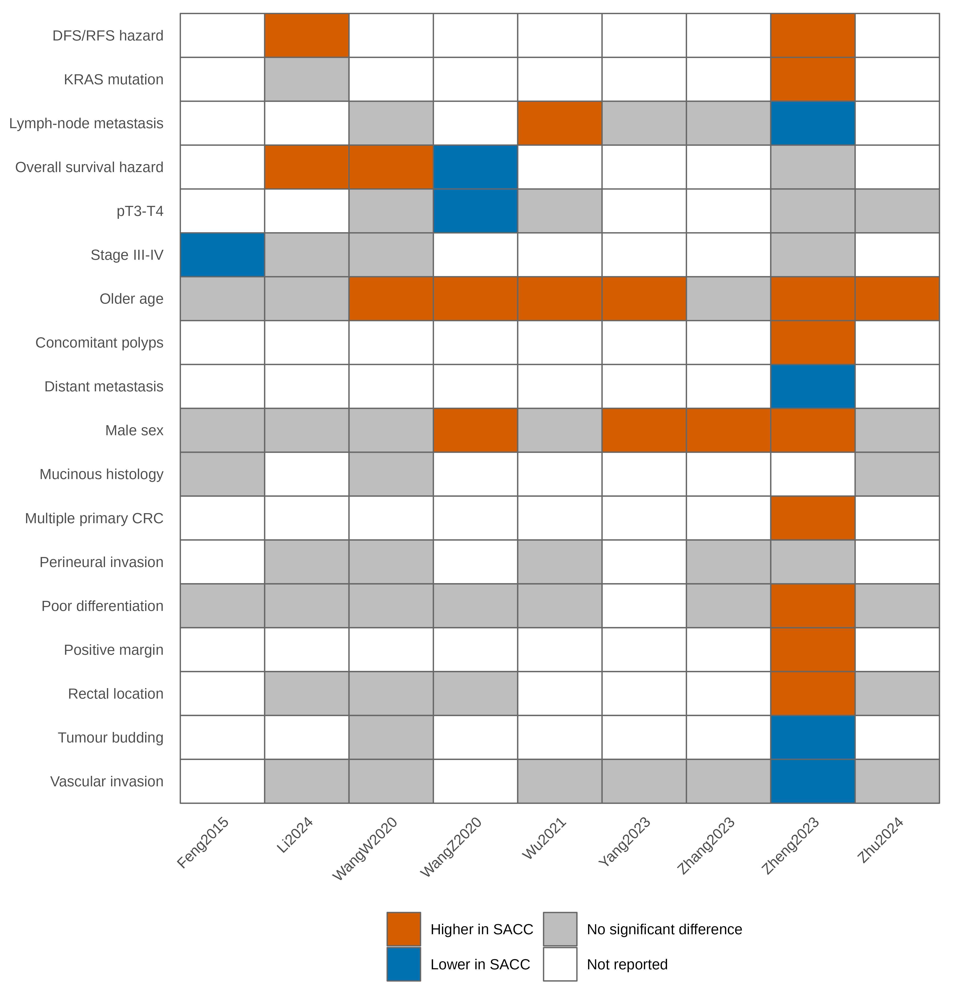 DFS/RFS hazard
KRAS mutation
Lymph-node metastasis
Overall survival hazard
pT3-T4
Stage III-IV
Older age
Concomitant polyps
Distant metastasis
Male sex
Mucinous histology
Multiple primary CRC
Perineural invasion
Poor differentiation
Positive margin
Rectal location
Tumour budding
Vascular invasion
Feng2015
Li2024
WangW2020
WangZ2020
Wu2021
Yang2023
Zhang2023
Zheng2023
Zhu2024
Higher in SACC
No significant difference
Lower in SACC
Not reported